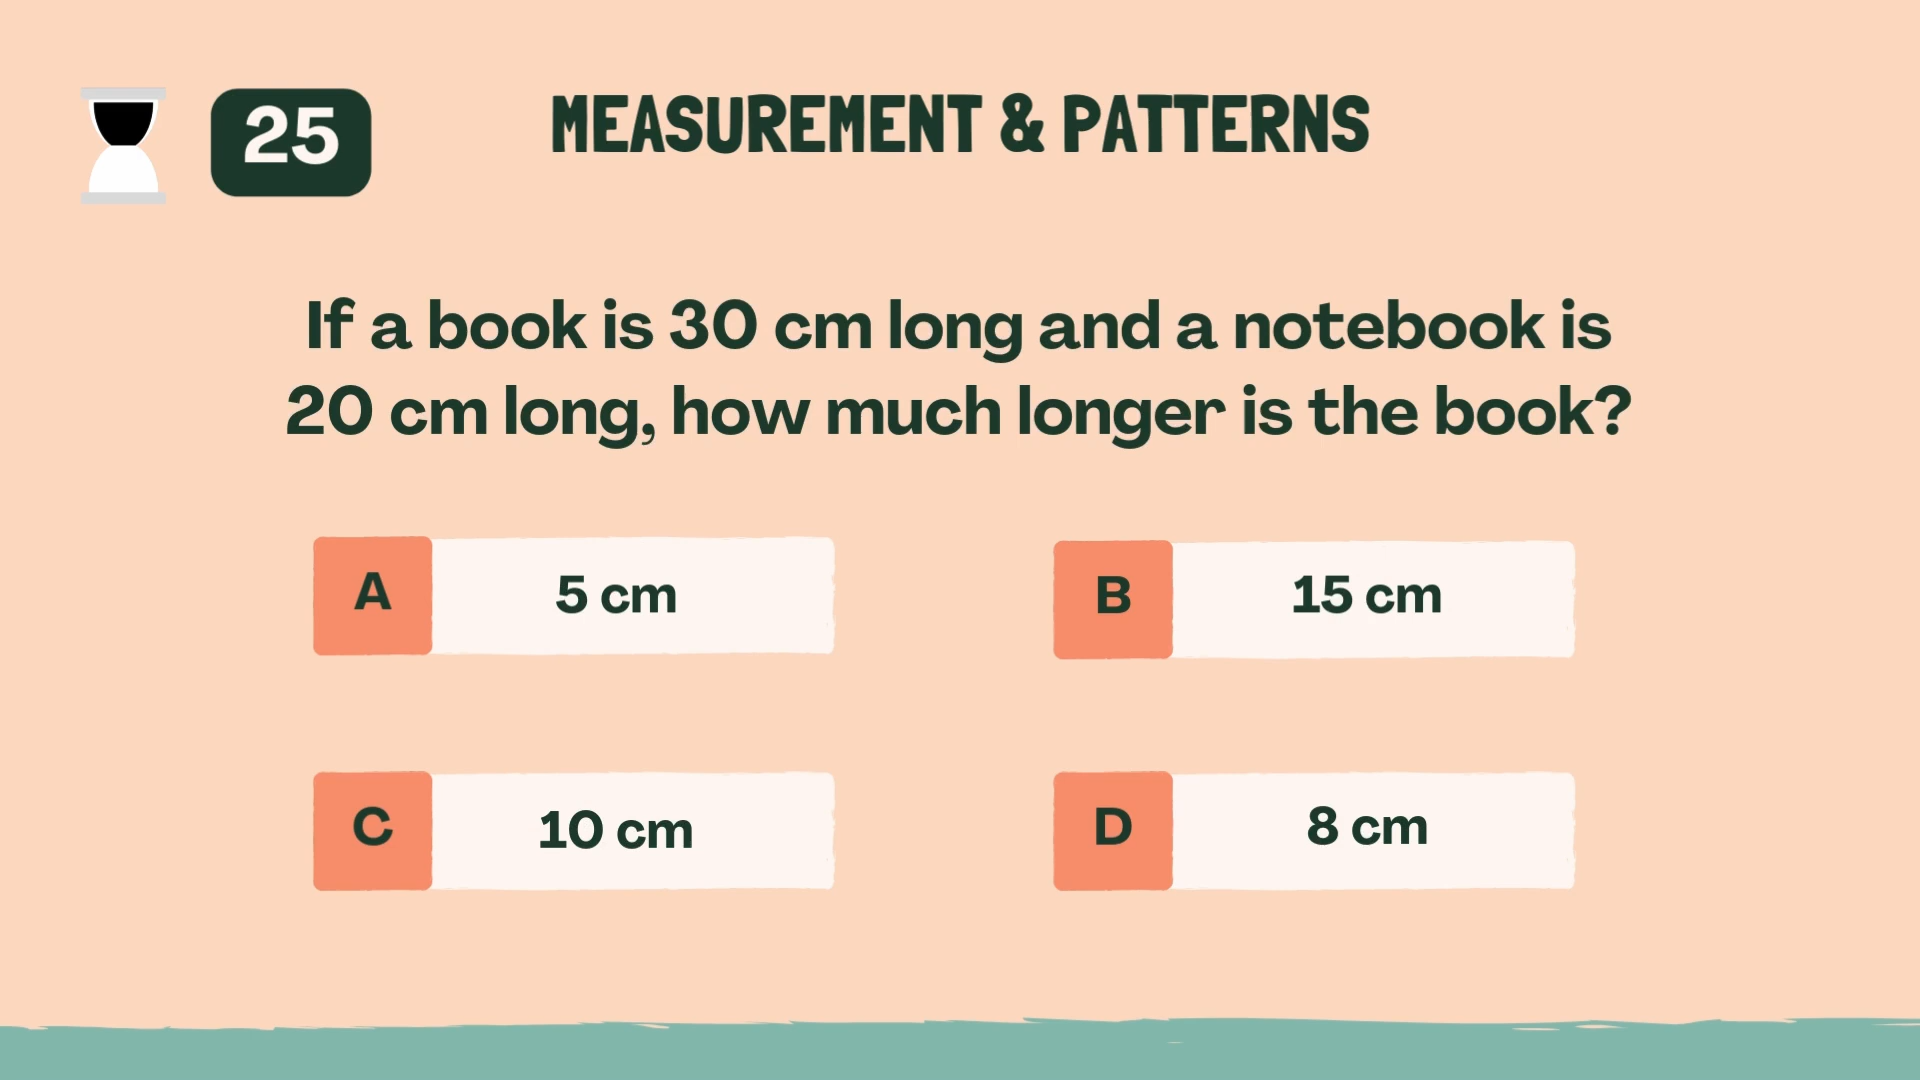 25
MEASUREMENT & PATTERNS
If a book is 30 cm long and a notebook is
20 cm long, how much longer is the book?
A 5 cm
B 15 cm
C 10 cm
D 8 cm